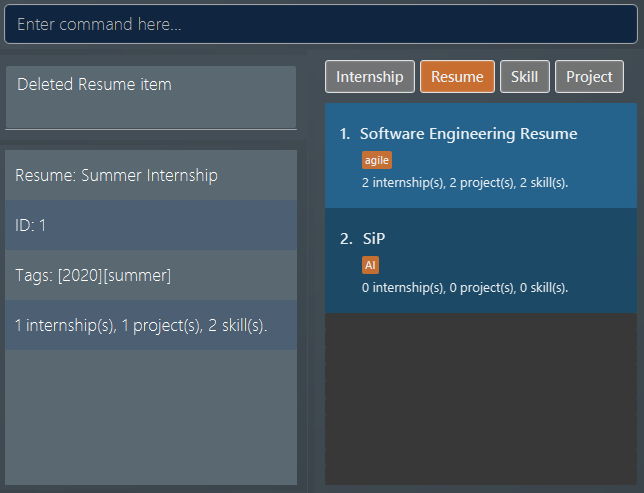 Enter command here...
Deleted Resume item
Resume: Summer Internship
ID: 1
Tags: [2020][summer]
1 internship(s), 1 project(s), 2 skill(s).
Internship Resume Skill Project
1. Software Engineering Resume
agile
2 internship(s), 2 project(s), 2 skill(s).
2. SiP
AI
0 internship(s), 0 project(s), 0 skill(s).